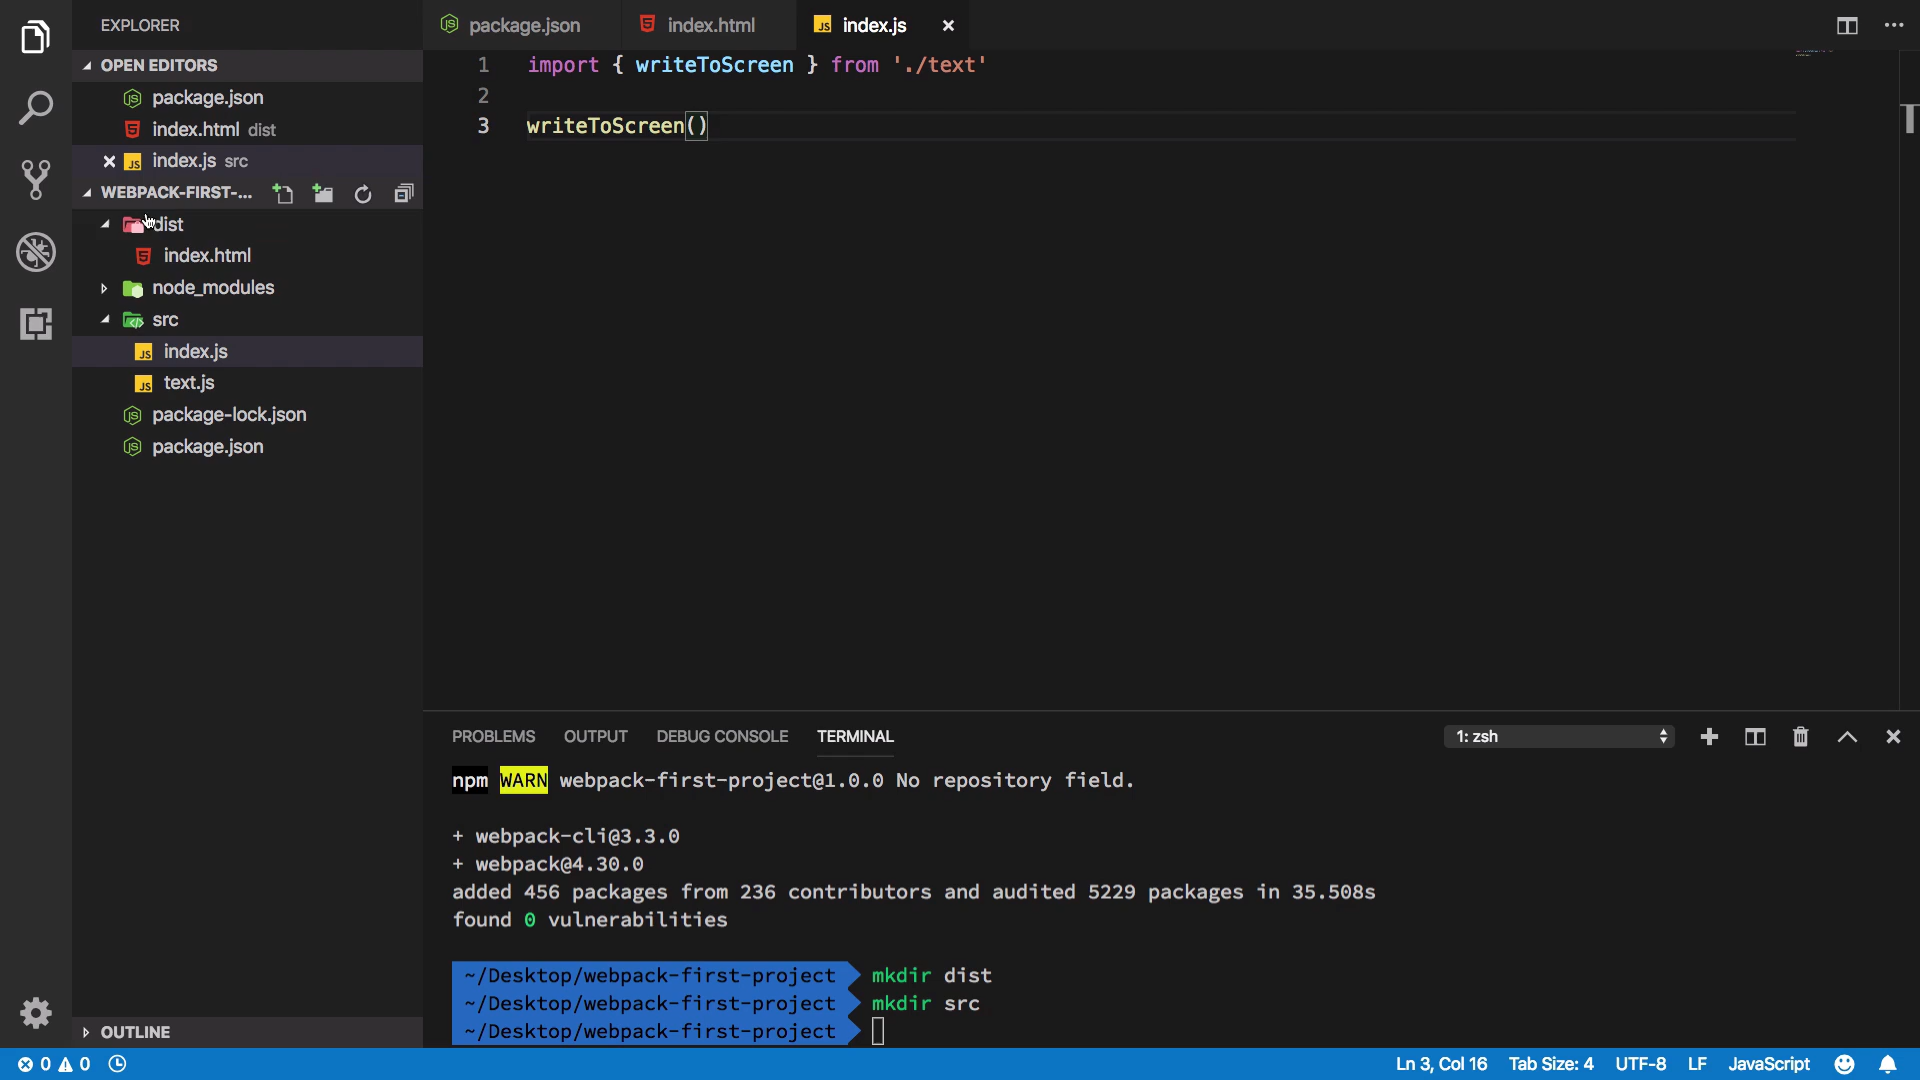 EXPLORER
OPEN EDITORS
package.json
index.html dist
index.js src
WEBPACK-FIRST-...
dist
index.html
node_modules
src
index.js
text.js
package-lock.json
package.json
OUTLINE
package.json index.html index.js
1 import { writeToScreen } from './text'
2
3 writeToScreen()
PROBLEMS OUTPUT DEBUG CONSOLE TERMINAL 1: zsh
npm WARN webpack-first-project@1.0.0 No repository field.
+ webpack-cli@3.3.0
+ webpack@4.30.0
added 456 packages from 236 contributors and audited 5229 packages in 35.508s
found 0 vulnerabilities
~/Desktop/webpack-first-project mkdir dist
~/Desktop/webpack-first-project mkdir src
~/Desktop/webpack-first-project
0 0 Ln 3, Col 16 Tab Size: 4 UTF-8 LF JavaScript